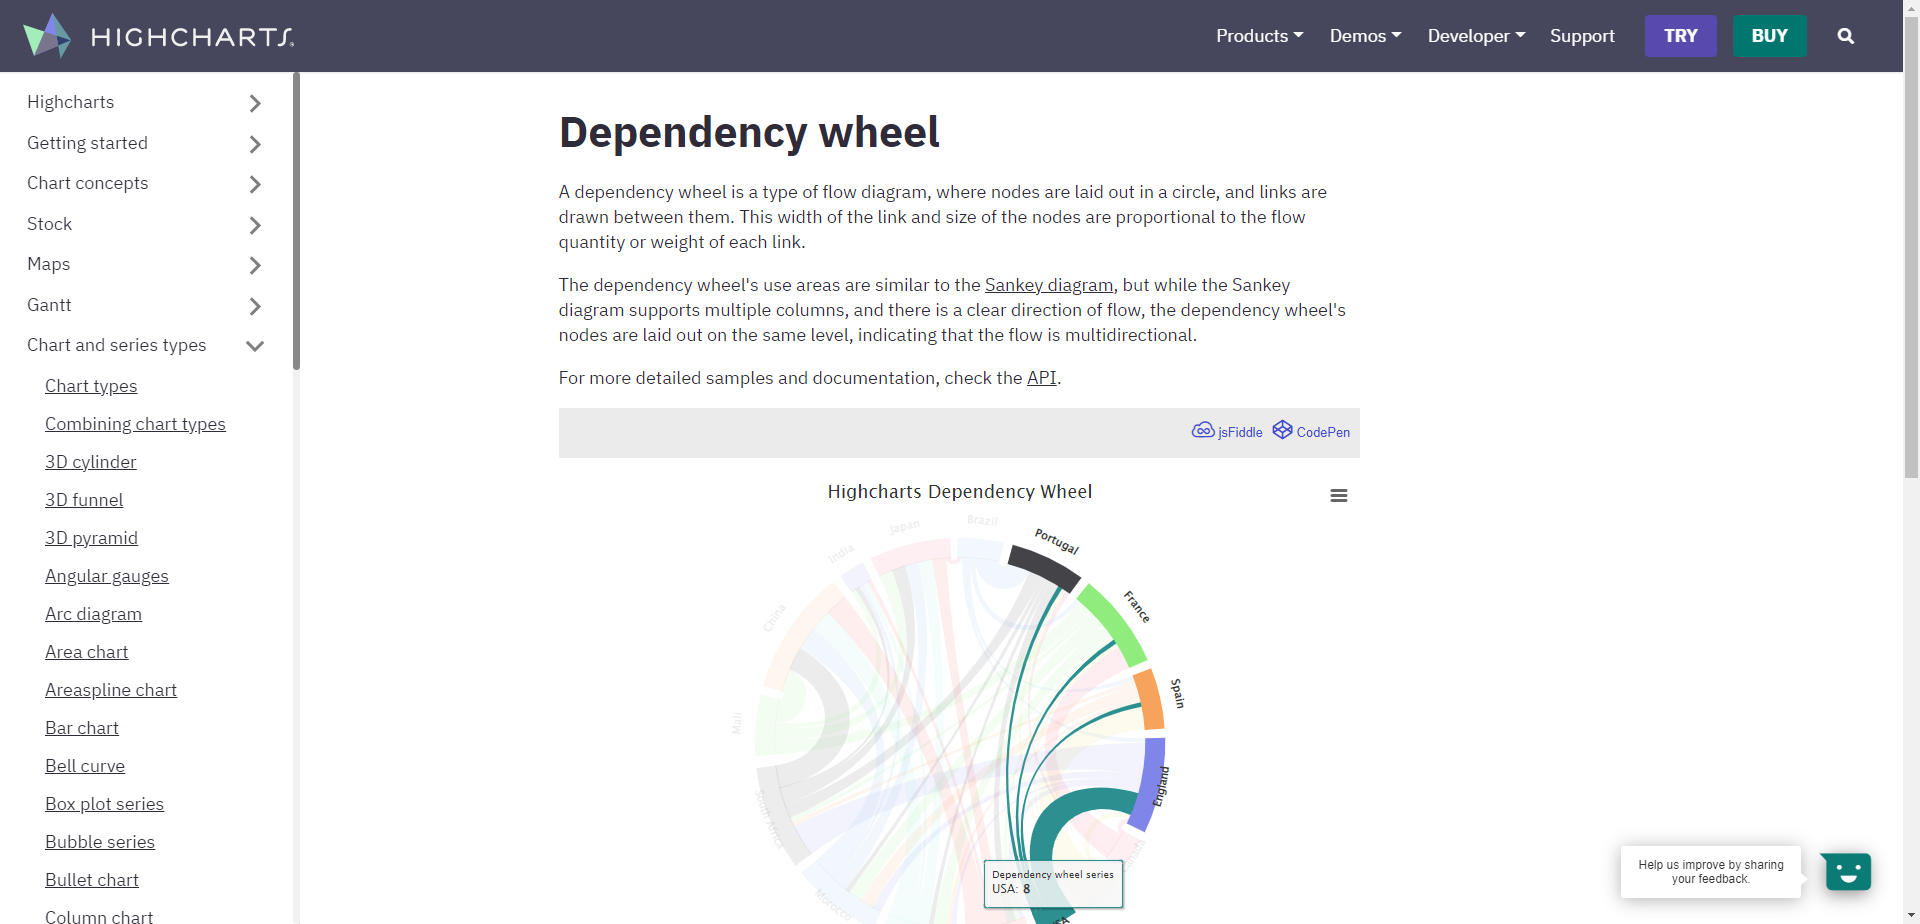 HIGHCHARTS
Products
Demos
Developer
Support
TRY
BUY
Highcharts
Getting started
Chart concepts
Stock
Maps
Gantt
Chart and series types
Chart types
Combining chart types
3D cylinder
3D funnel
3D pyramid
Angular gauges
Arc diagram
Area chart
Areaspline chart
Bar chart
Bell curve
Box plot series
Bubble series
Bullet chart
Column chart
Dependency wheel
A dependency wheel is a type of flow diagram, where nodes are laid out in a circle, and links are
drawn between them. This width of the link and size of the nodes are proportional to the flow
quantity or weight of each link.
The dependency wheel's use areas are similar to the Sankey diagram, but while the Sankey
diagram supports multiple columns, and there is a clear direction of flow, the dependency wheel's
nodes are laid out on the same level, indicating that the flow is multidirectional.
For more detailed samples and documentation, check the API.
jsFiddle
CodePen
Highcharts Dependency Wheel
Brazil
Portugal
France
Spain
England
Canada
USA
Morocco
South Africa
Mali
China
India
Japan
Dependency wheel series
USA: 8
Help us improve by sharing
your feedback.